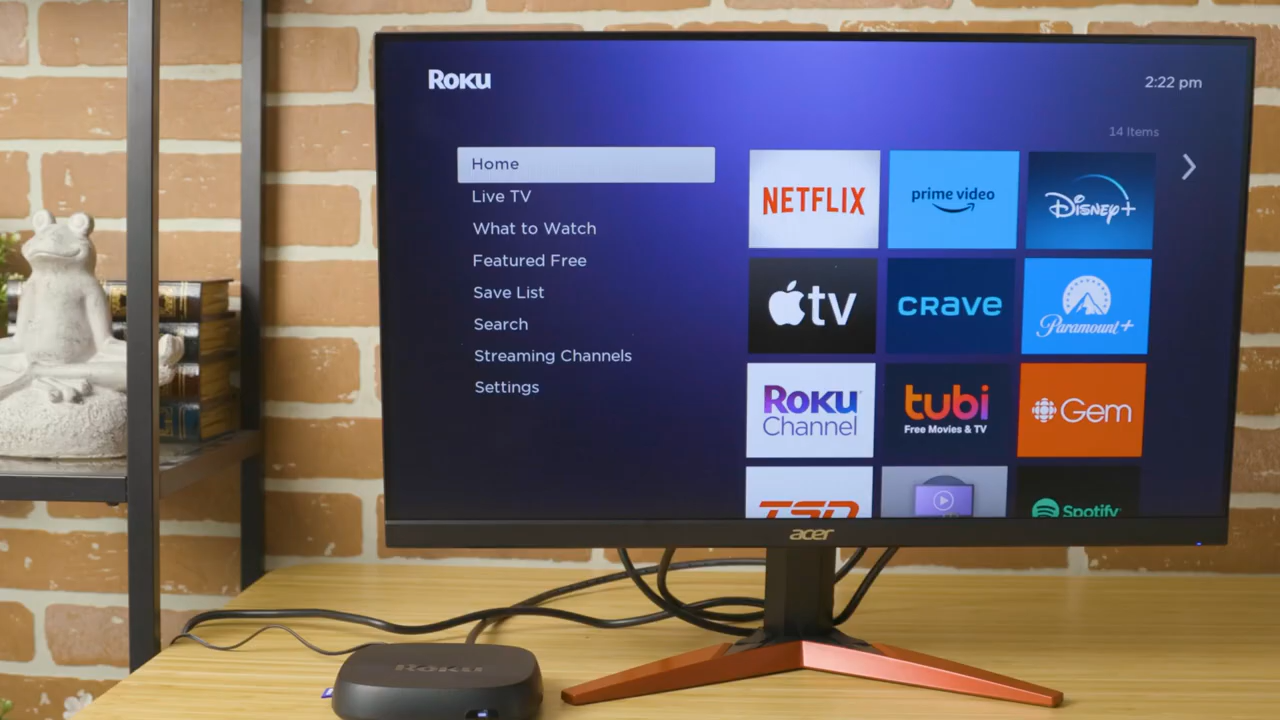 Roku
2:22 pm
14 Items
Home
Live TV
What to Watch
Featured Free
Save List
Search
Streaming Channels
Settings
NETFLIX
prime video
Disney+
tv
CRAVE
Paramount+
Roku
Channel
tubi
Free Movies & TV
Gem
Spotify
acer
Roku